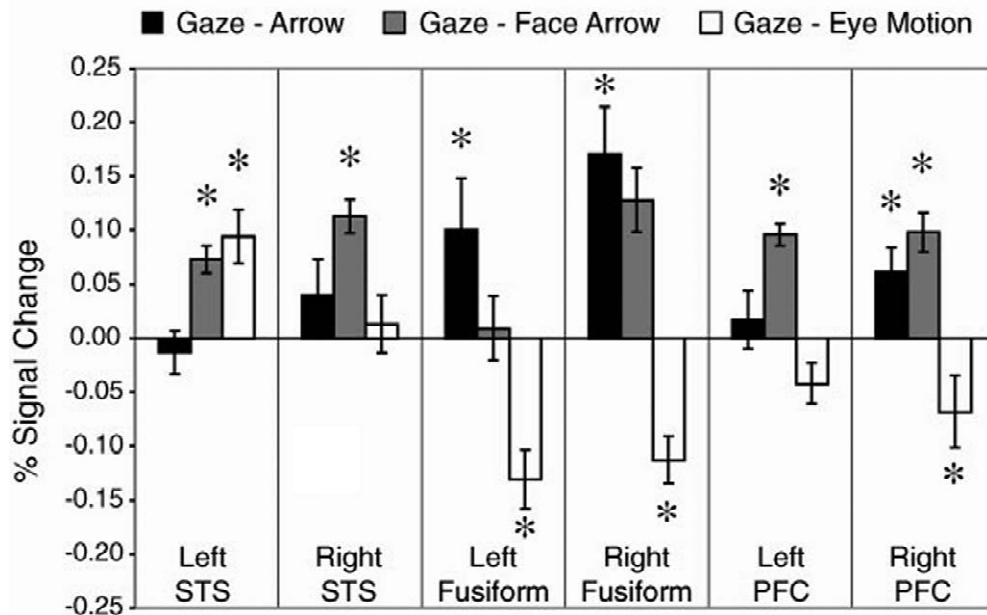 Gaze - Arrow Gaze - Face Arrow Gaze - Eye Motion
% Signal Change
0.25
0.20
0.15
0.10
0.05
0.00
-0.05
-0.10
-0.15
-0.20
-0.25
* * * * * * * *
* * *
Left STS
Right STS
Left Fusiform
Right Fusiform
Left PFC
Right PFC